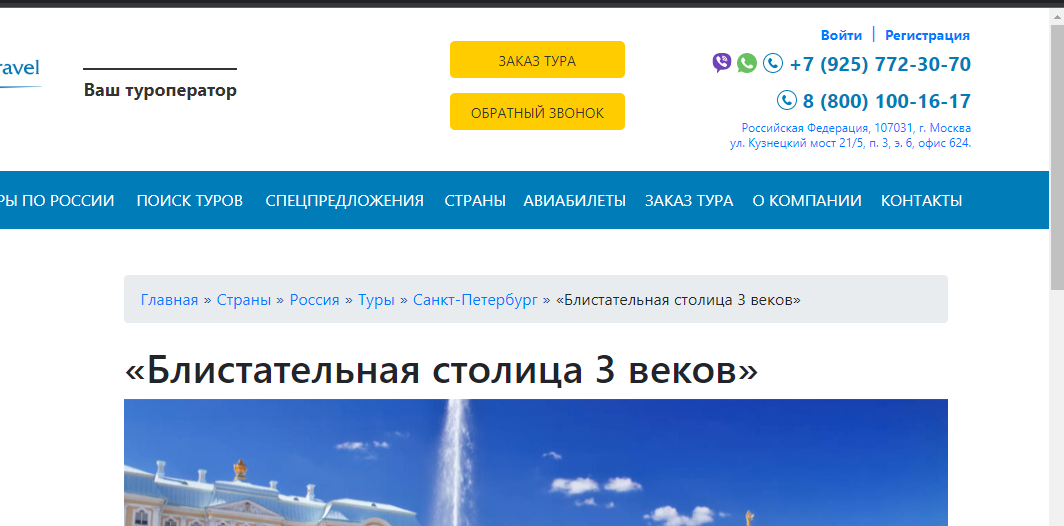 Войти | Регистрация
ЗАКАЗ ТУРА
+7 (925) 772-30-70
Ваш туроператор
8 (800) 100-16-17
ОБРАТНЫЙ ЗВОНОК
Российская Федерация, 107031, г. Москва
ул. Кузнецкий мост 21/5, п. 3, э. 6, офис 624.
ПО РОССИИ ПОИСК ТУРОВ СПЕЦПРЕДЛОЖЕНИЯ СТРАНЫ АВИАБИЛЕТЫ ЗАКАЗ ТУРА О КОМПАНИИ КОНТАКТЫ
Главная » Страны » Россия » Туры » Санкт-Петербург » «Блистательная столица 3 веков»
«Блистательная столица 3 веков»